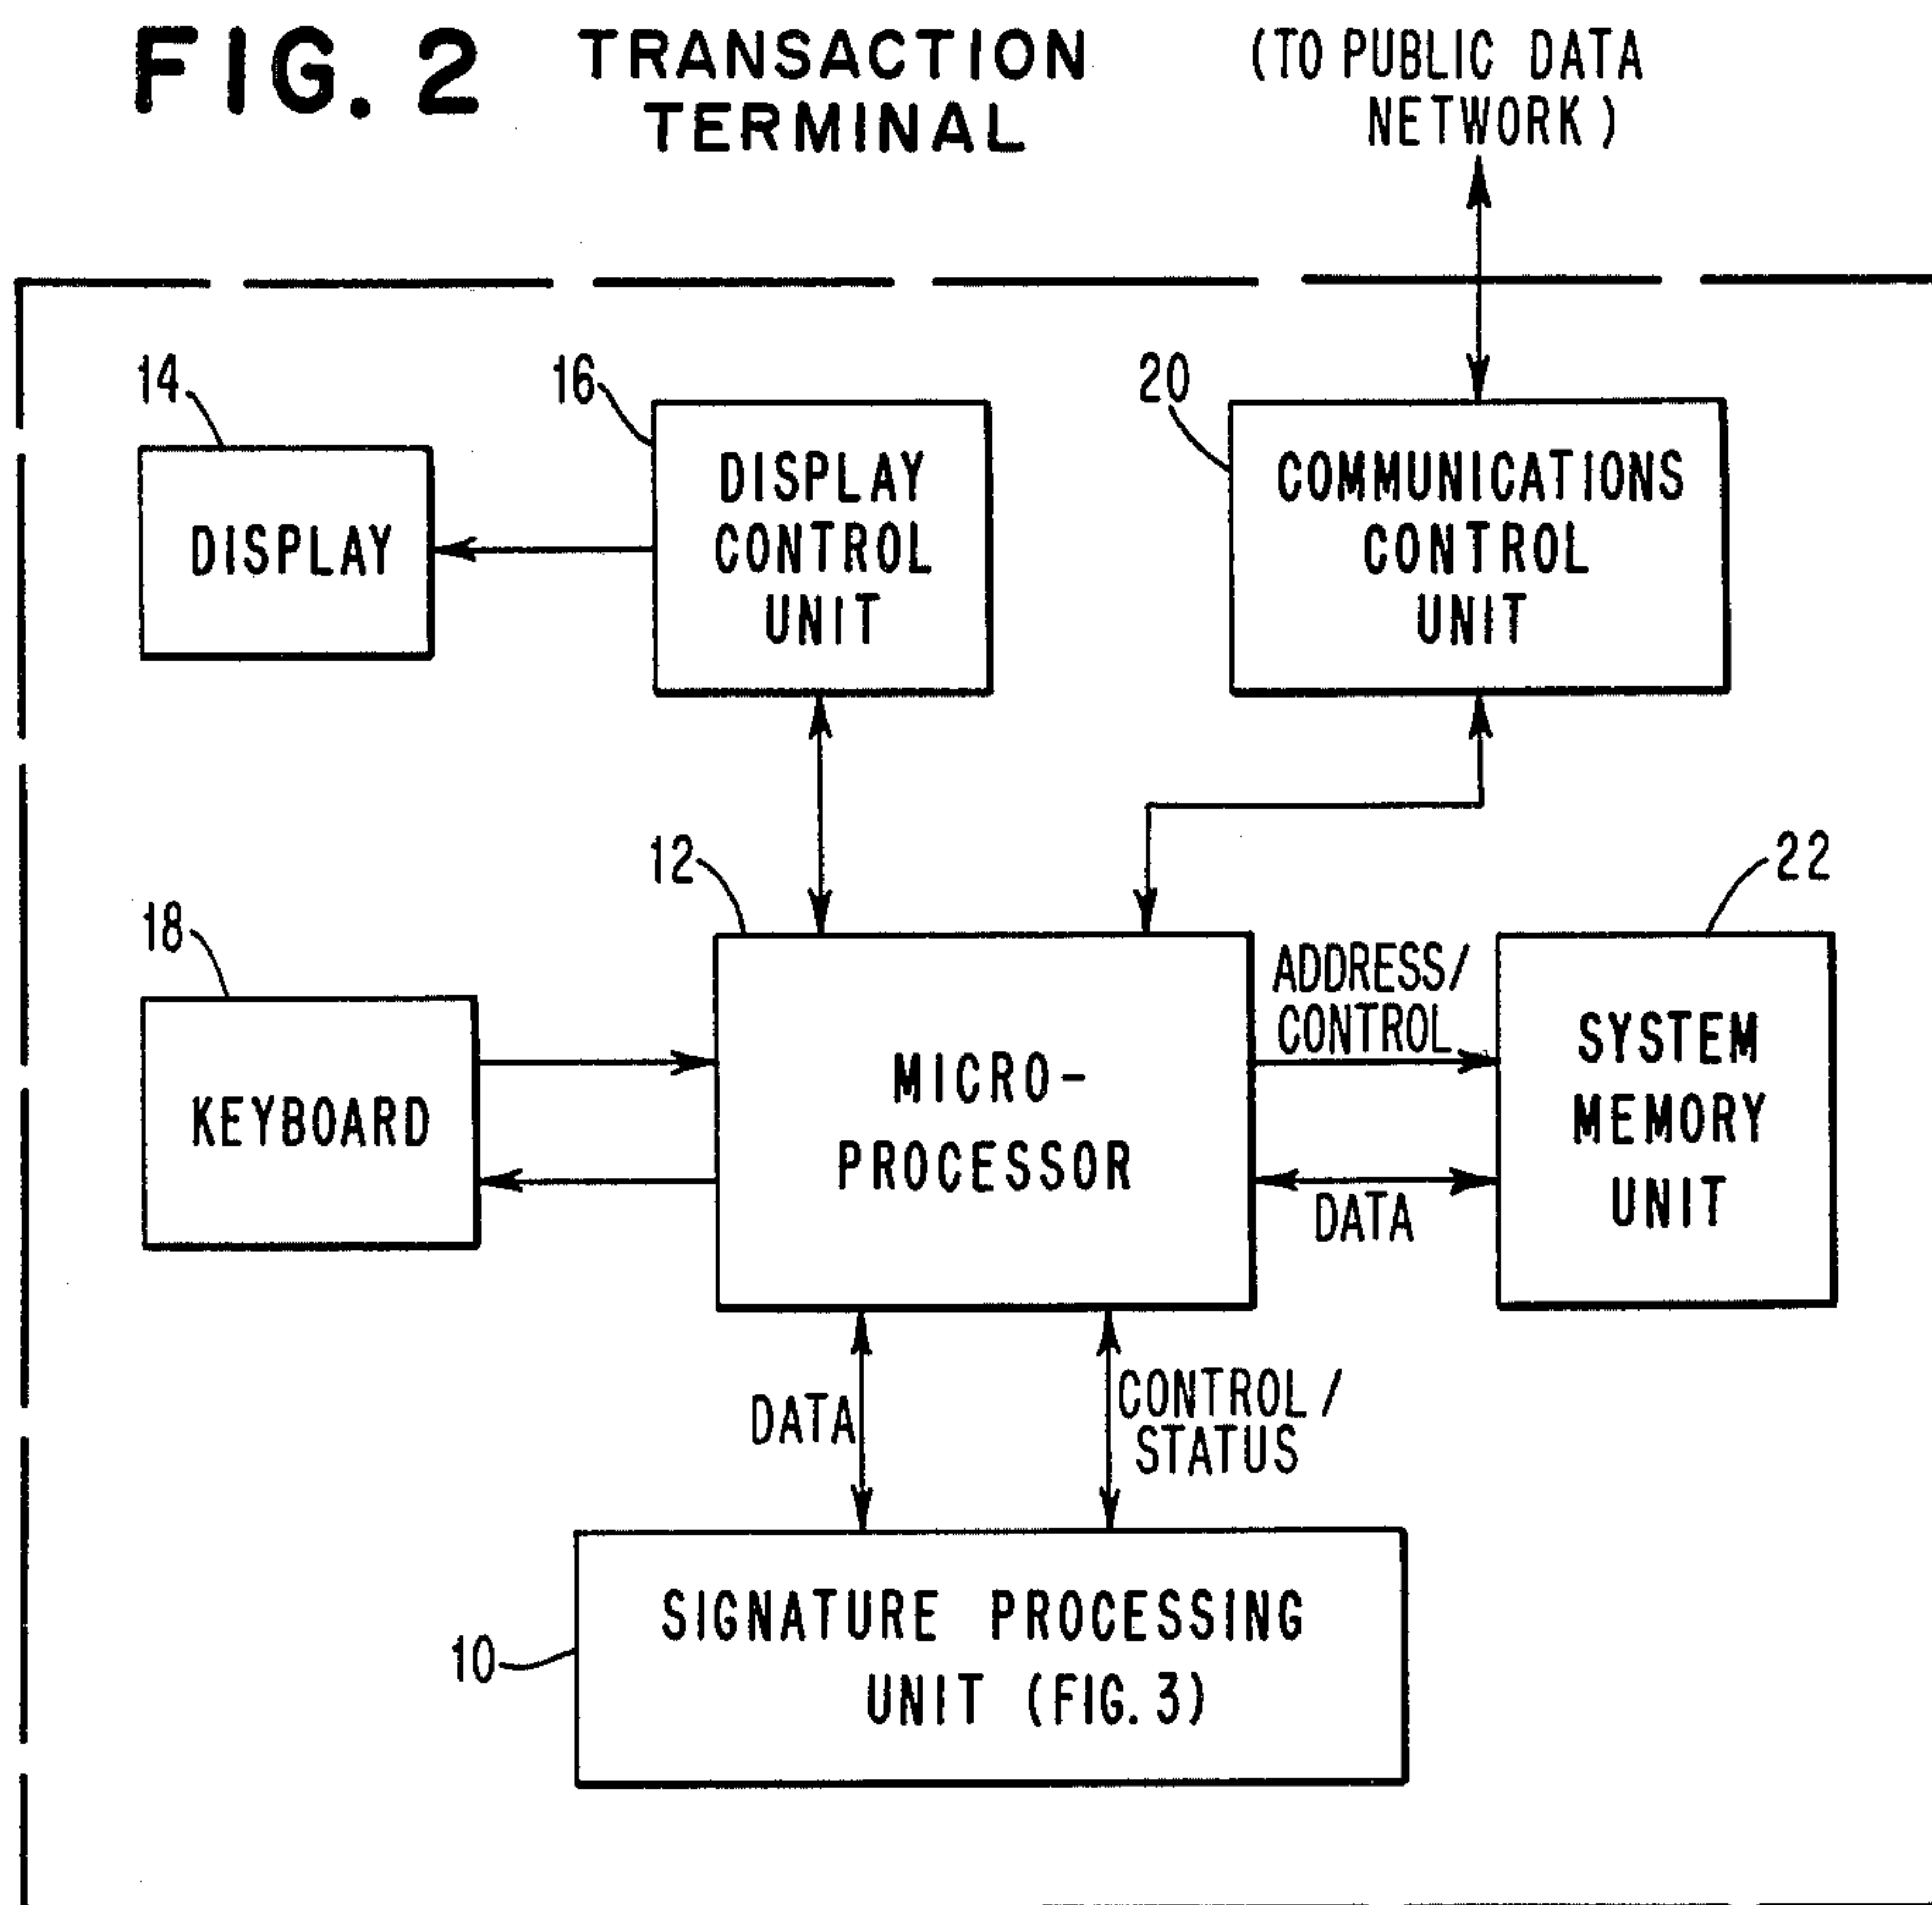 FIG. 2 TRANSACTION
TERMINAL
(TO PUBLIC DATA
NETWORK)
14
16
20
DISPLAY
DISPLAY
CONTROL
UNIT
COMMUNICATIONS
CONTROL
UNIT
12
22
18
KEYBOARD
MICRO-
PROCESSOR
ADDRESS/
CONTROL
DATA
SYSTEM
MEMORY
UNIT
DATA
CONTROL/
STATUS
10
SIGNATURE PROCESSING
UNIT (FIG. 3)